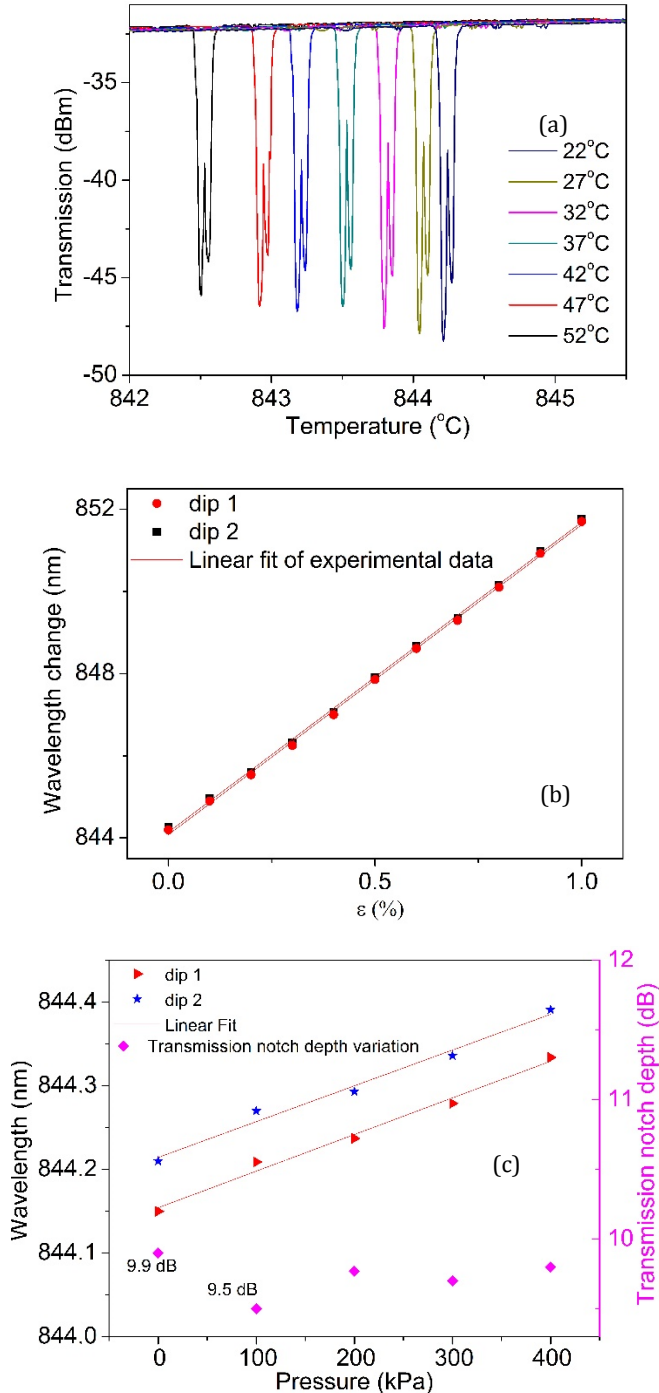 (a)
Transmission (dBm)
-35
-40
-45
-50
22°C
27°C
32°C
37°C
42°C
47°C
52°C
842
843
844
845
Temperature (°C)
852
848
844
Wavelength change (nm)
dip 1
dip 2
Linear fit of experimental data
(b)
0.0
0.5
1.0
ε (%)
844.4
844.3
844.2
844.1
844.0
Wavelength (nm)
dip 1
dip 2
Linear Fit
Transmission notch depth variation
(c)
9.9 dB
9.5 dB
12
11
10
Transmission notch depth (dB)
0
100
200
300
400
Pressure (kPa)